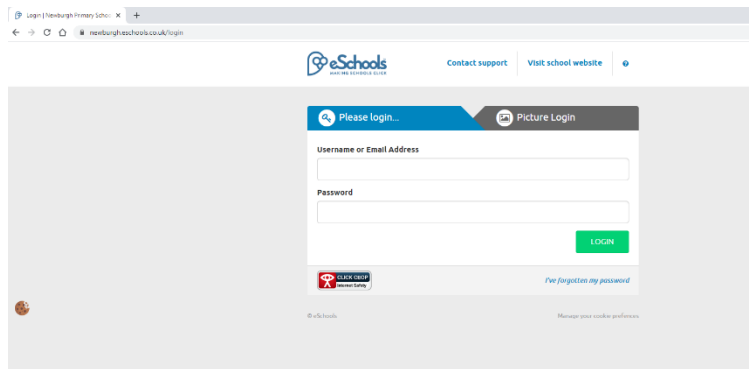 Login | Newburgh Primary School
newburgh.eschools.co.uk/login
eSchools
MAKING SCHOOLS CLICK
Contact support
Visit school website
Please login...
Picture Login
Username or Email Address
Password
LOGIN
CLICK CEOP
Internet Safety
I've forgotten my password
© eSchools
Manage your cookie preferences